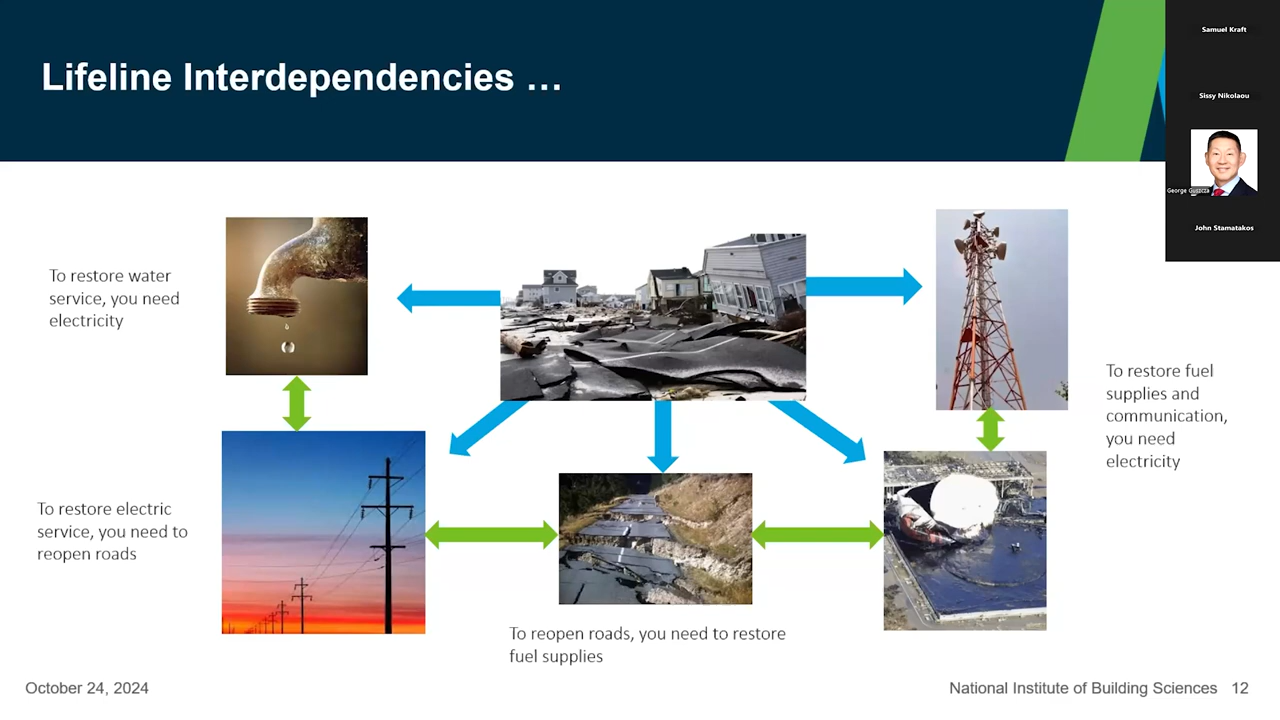 Lifeline Interdependencies …
Samuel Kraft
Sissy Nikolaou
George Guszcza
John Stamatakos
To restore water
service, you need
electricity
To restore fuel
supplies and
communication,
you need
electricity
To restore electric
service, you need to
reopen roads
To reopen roads, you need to restore
fuel supplies
October 24, 2024
National Institute of Building Sciences 12